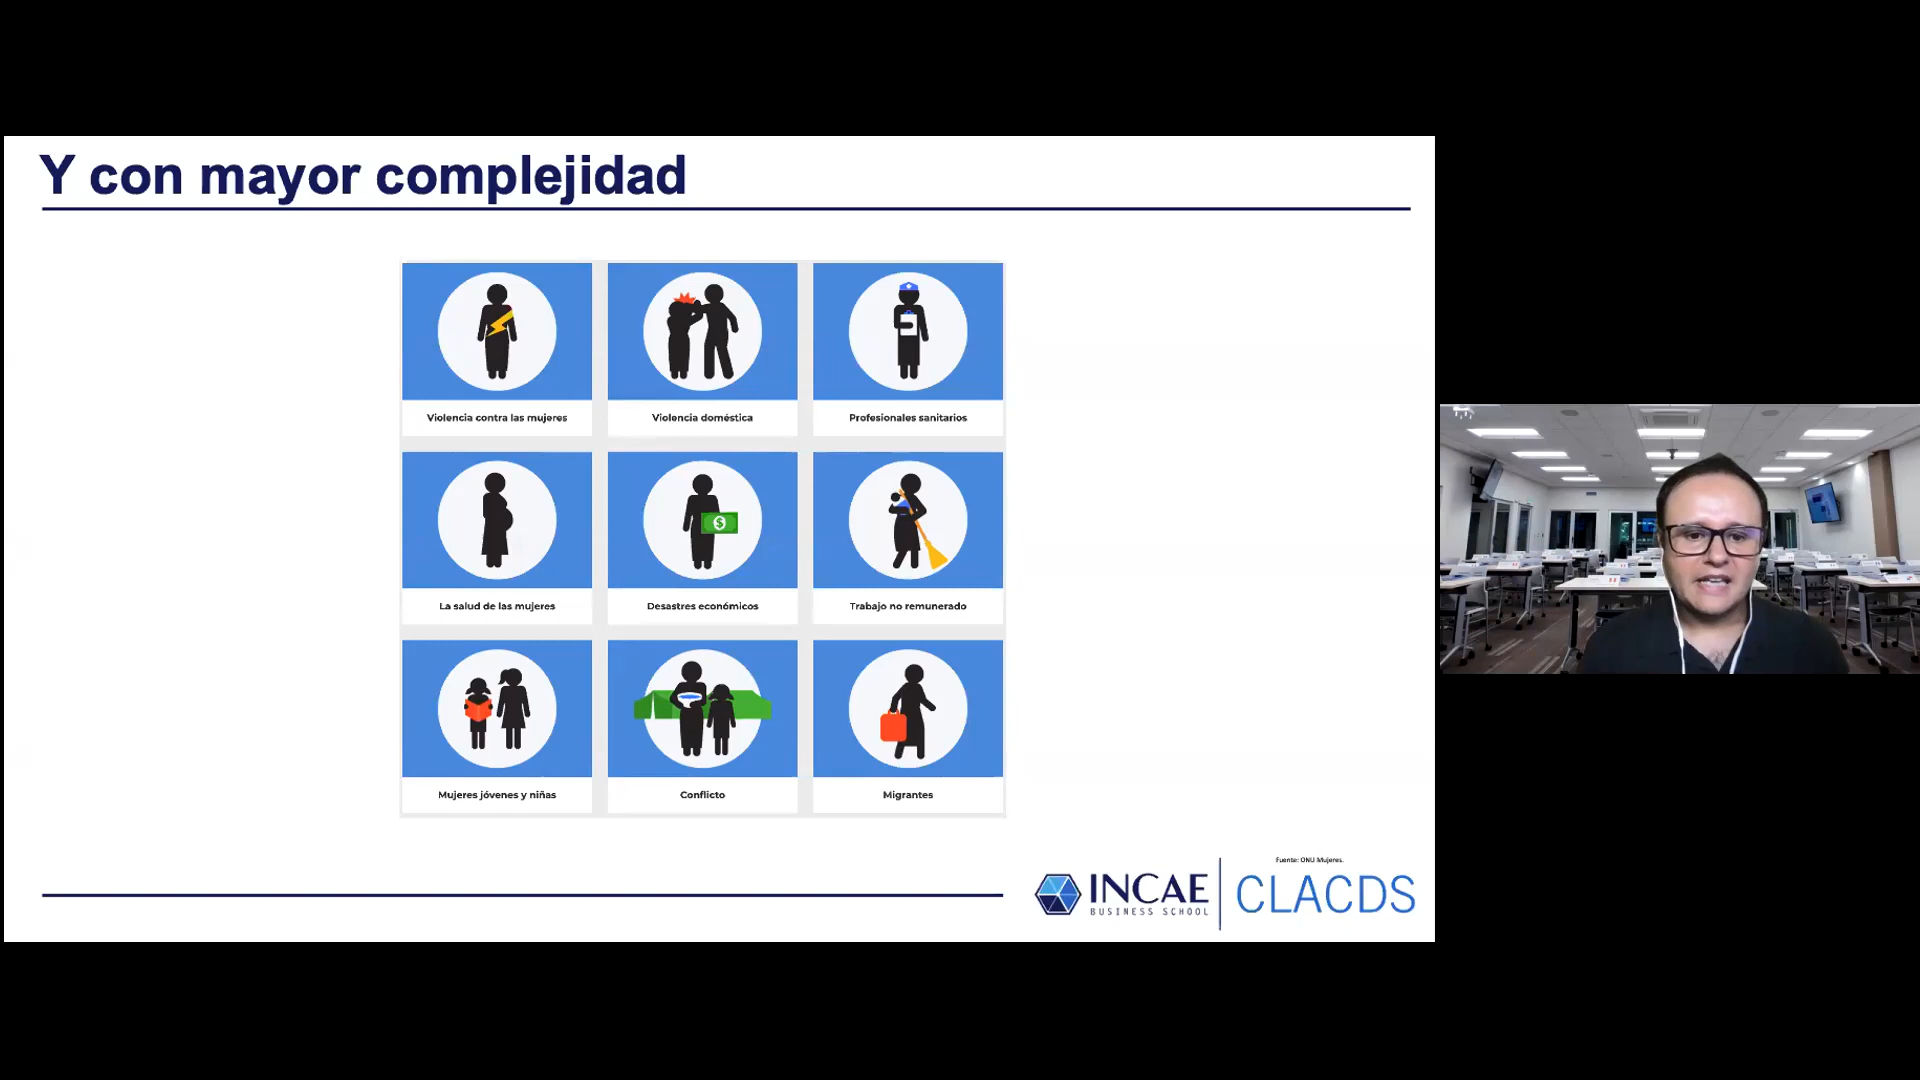 Y con mayor complejidad
Violencia contra las mujeres
Violencia doméstica
Profesionales sanitarios
La salud de las mujeres
Desastres económicos
Trabajo no remunerado
Mujeres jóvenes y niñas
Conflicto
Migrantes
Fuente: ONU Mujeres.
INCAE
BUSINESS SCHOOL
CLACDS